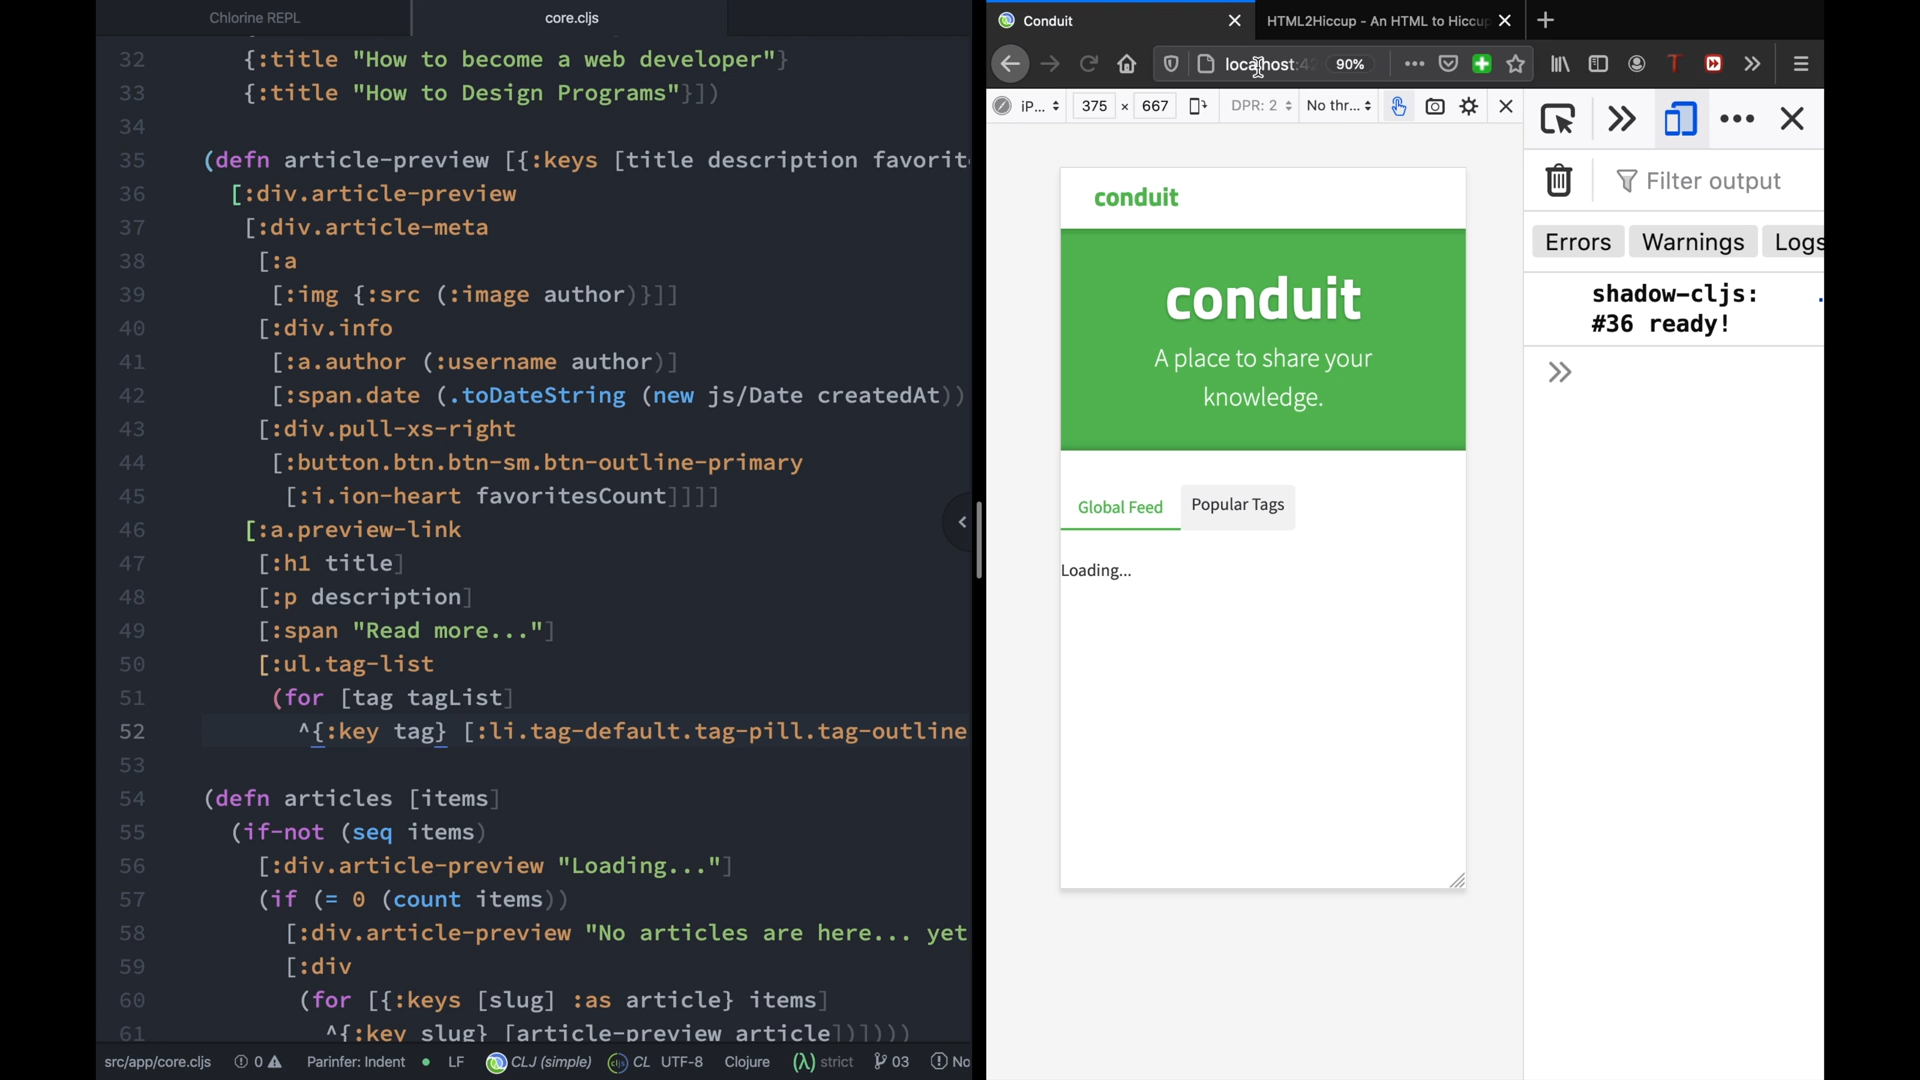 Chlorine REPL
core.cljs
32 {:title "How to become a web developer"}
33 {:title "How to Design Programs"}])
34
35 (defn article-preview [{:keys [title description favorit
36 [:div.article-preview
37 [:div.article-meta
38 [:a
39 [:img {:src (:image author)}]]
40 [:div.info
41 [:a.author (:username author)]
42 [:span.date (.toDateString (new js/Date createdAt))
43 [:div.pull-xs-right
44 [:button.btn.btn-sm.btn-outline-primary
45 [:i.ion-heart favoritesCount]]]]
46 [:a.preview-link
47 [:h1 title]
48 [:p description]
49 [:span "Read more..."]
50 [:ul.tag-list
51 (for [tag tagList]
52 ^{:key tag} [:li.tag-default.tag-pill.tag-outline
53
54 (defn articles [items]
55 (if-not (seq items)
56 [:div.article-preview "Loading..."]
57 (if (= 0 (count items))
58 [:div.article-preview "No articles are here... yet
59 [:div
60 (for [{:keys [slug] :as article} items]
61 ^{:key slug} [article-preview article])])))
src/app/core.cljs 0 Parinfer: Indent LF CLJ (simple) cljs CL UTF-8 Clojure (λ) strict 03 No
Conduit
HTML2Hiccup - An HTML to Hiccup
localhost:42 90%
iP... 375 × 667 DPR: 2 No thr...
Filter output
Errors Warnings Logs
shadow-cljs:
#36 ready!
conduit
conduit
A place to share your
knowledge.
Global Feed Popular Tags
Loading...